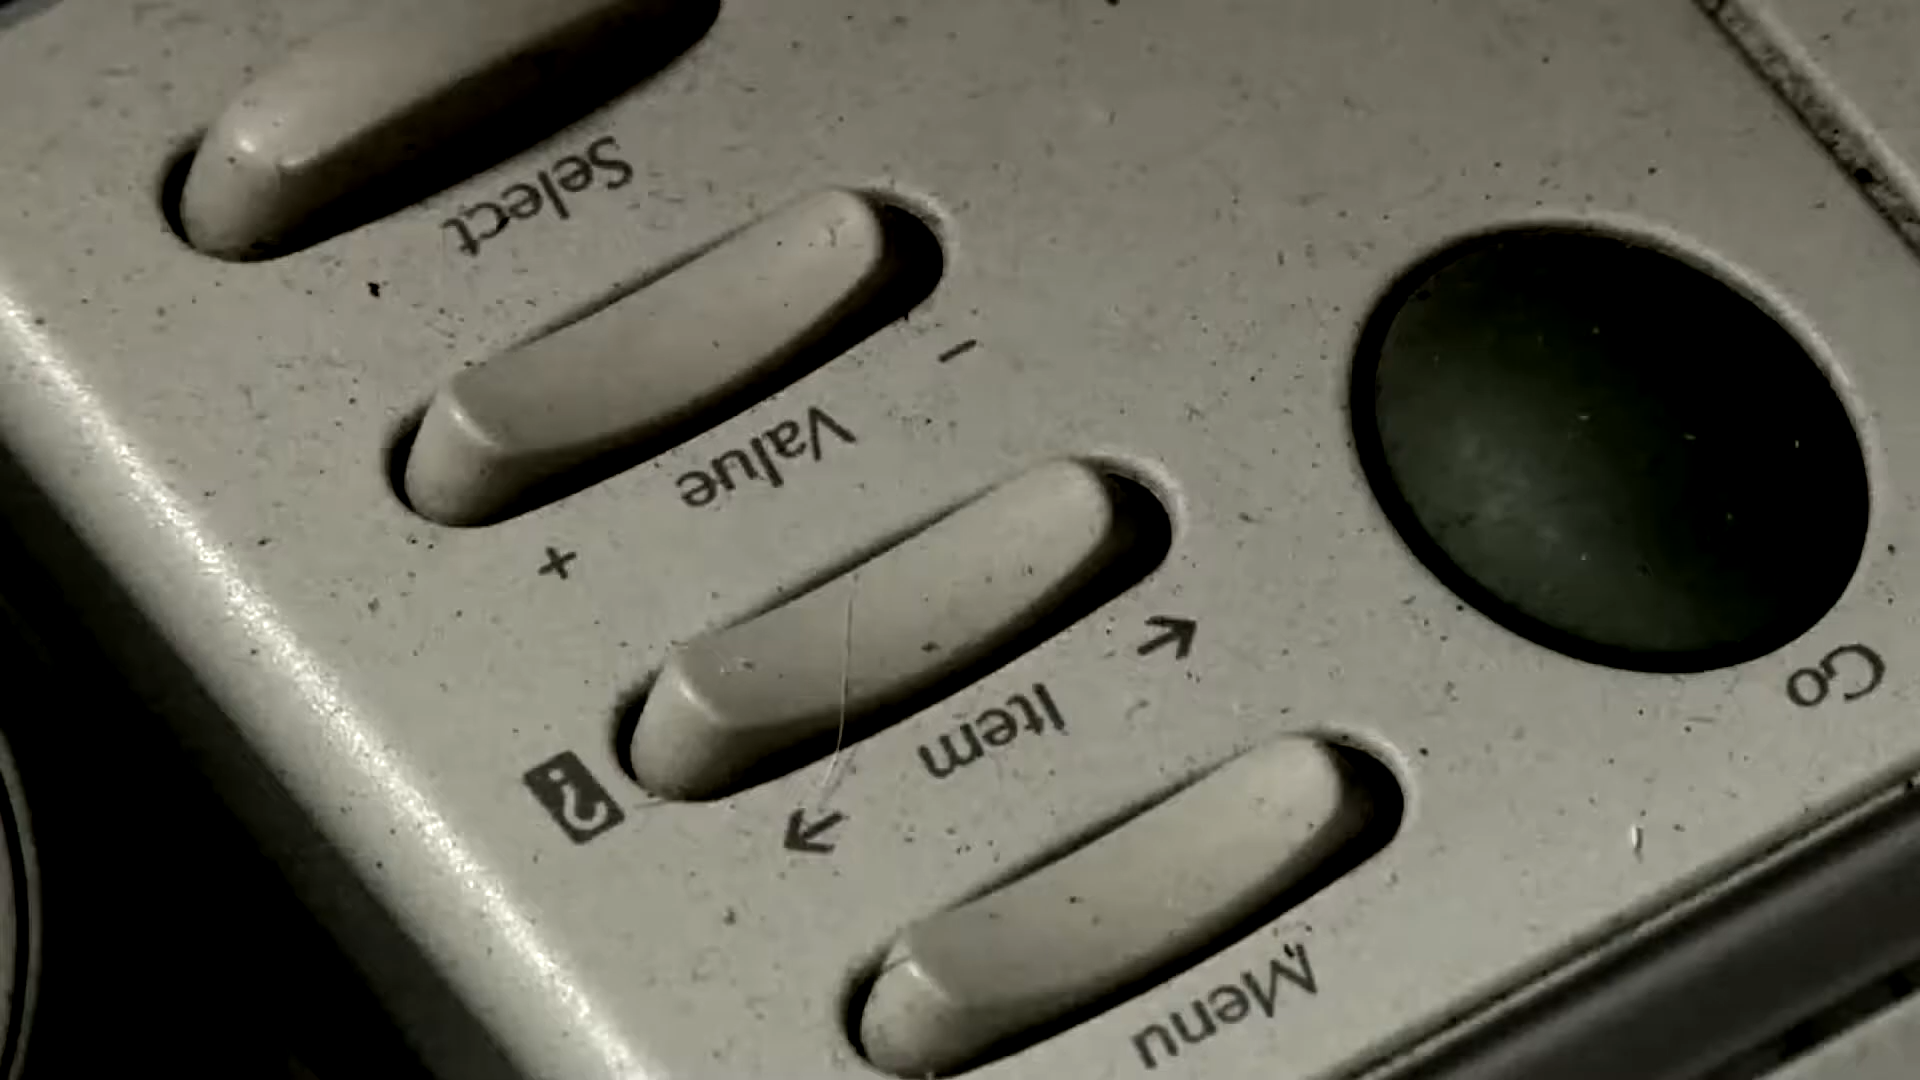 Go
Menu
< Item > ?
- Value +
Select